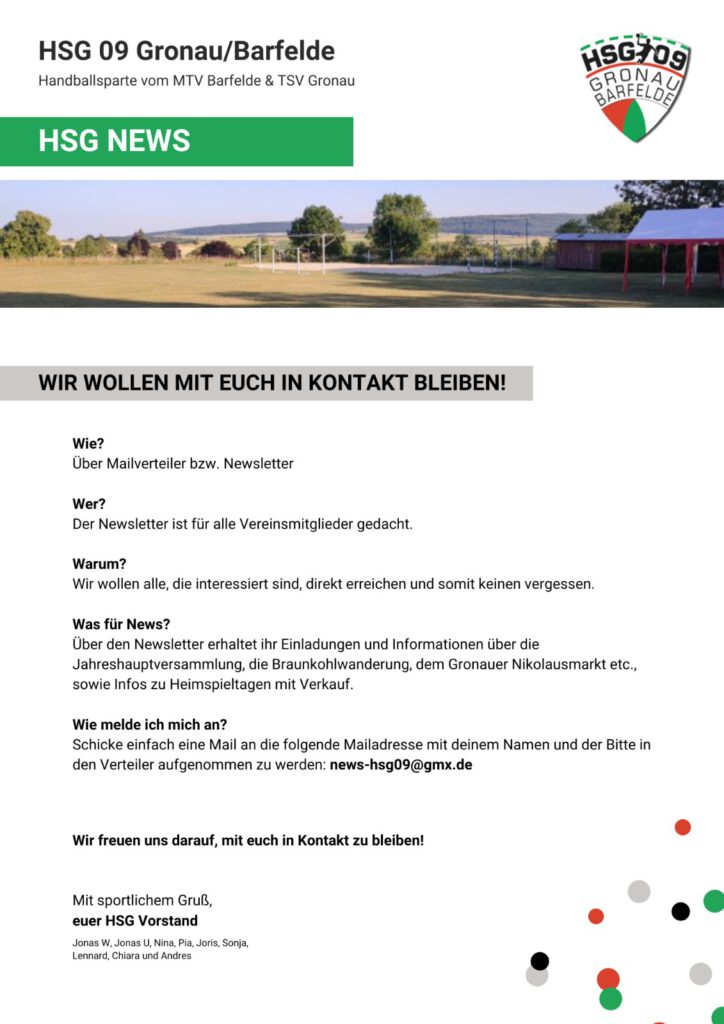 HSG 09 Gronau/Barfelde
Handballsparte vom MTV Barfelde & TSV Gronau
HSG 09
GRONAU
BARFELDE
HSG NEWS
WIR WOLLEN MIT EUCH IN KONTAKT BLEIBEN!
Wie?
Über Mailverteiler bzw. Newsletter
Wer?
Der Newsletter ist für alle Vereinsmitglieder gedacht.
Warum?
Wir wollen alle, die interessiert sind, direkt erreichen und somit keinen vergessen.
Was für News?
Über den Newsletter erhaltet ihr Einladungen und Informationen über die
Jahreshauptversammlung, die Braunkohlwanderung, dem Gronauer Nikolausmarkt etc.,
sowie Infos zu Heimspieltagen mit Verkauf.
Wie melde ich mich an?
Schicke einfach eine Mail an die folgende Mailadresse mit deinem Namen und der Bitte in
den Verteiler aufgenommen zu werden: news-hsg09@gmx.de
Wir freuen uns darauf, mit euch in Kontakt zu bleiben!
Mit sportlichem Gruß,
euer HSG Vorstand
Jonas W, Jonas U, Nina, Pia, Joris, Sonja,
Lennard, Chiara und Andres